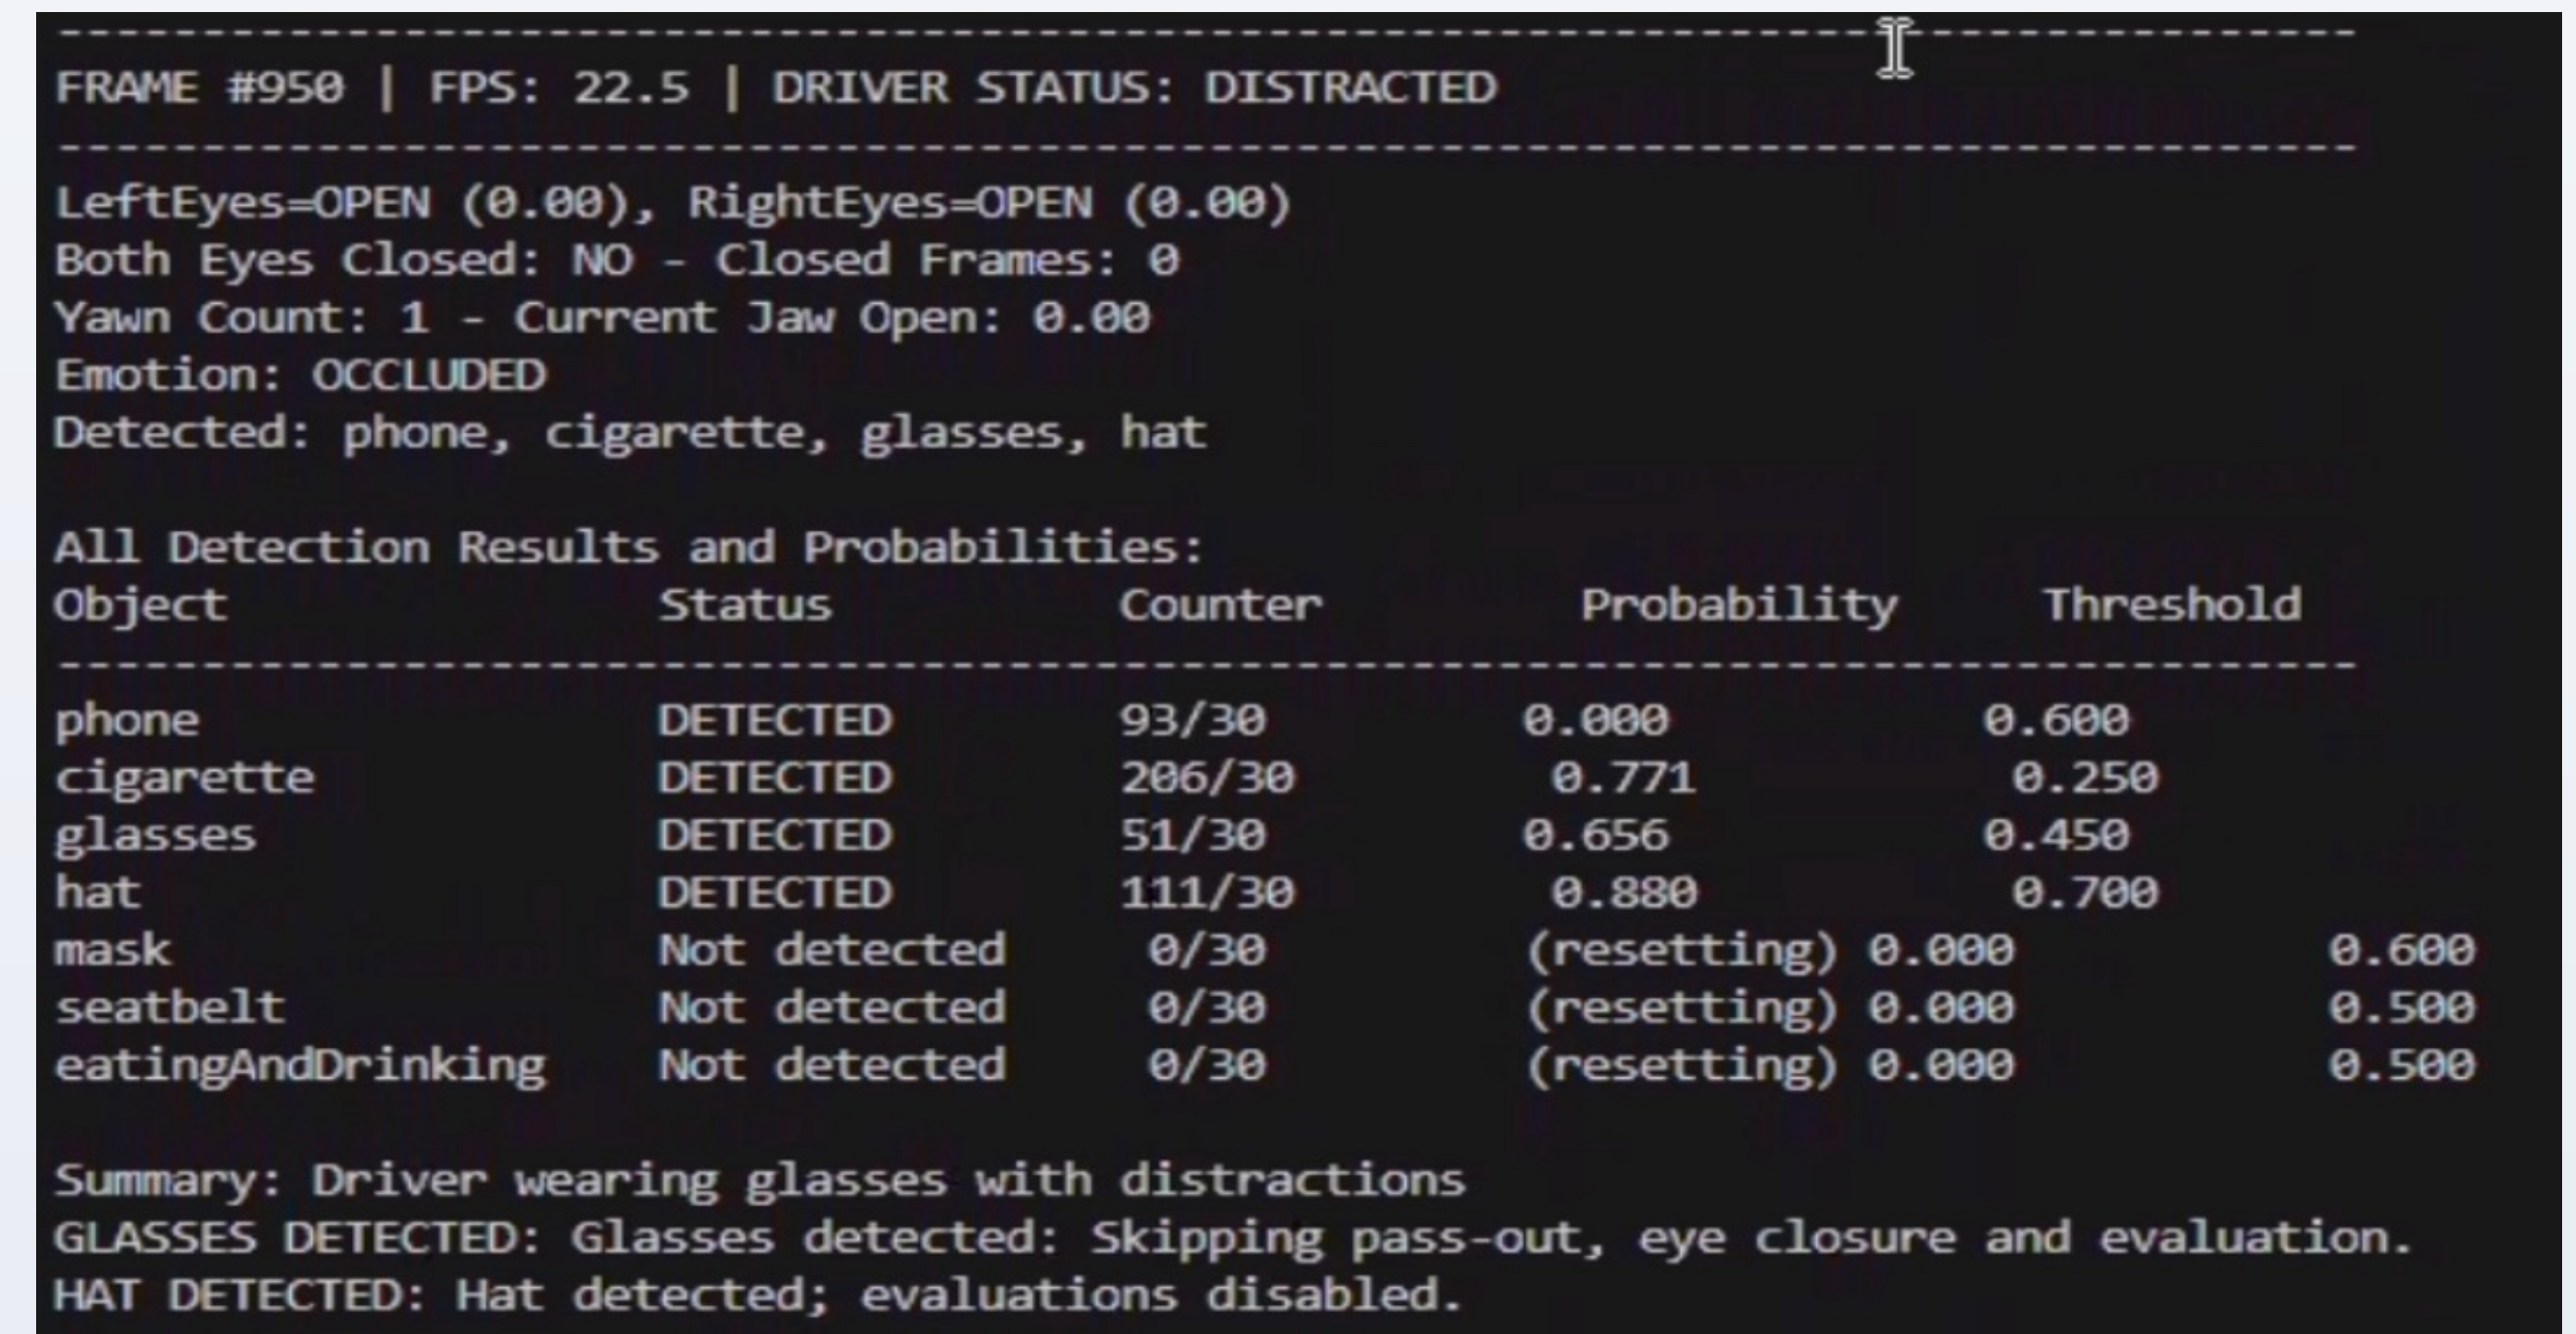 --------------------------------------------------------------------------------
FRAME #950 | FPS: 22.5 | DRIVER STATUS: DISTRACTED
--------------------------------------------------------------------------------
LeftEyes=OPEN (0.00), RightEyes=OPEN (0.00)
Both Eyes Closed: NO - Closed Frames: 0
Yawn Count: 1 - Current Jaw Open: 0.00
Emotion: OCCLUDED
Detected: phone, cigarette, glasses, hat
All Detection Results and Probabilities:
Object Status Counter Probability Threshold
--------------------------------------------------------------------------------
phone DETECTED 93/30 0.000 0.600
cigarette DETECTED 206/30 0.771 0.250
glasses DETECTED 51/30 0.656 0.450
hat DETECTED 111/30 0.880 0.700
mask Not detected 0/30 (resetting) 0.000 0.600
seatbelt Not detected 0/30 (resetting) 0.000 0.500
eatingAndDrinking Not detected 0/30 (resetting) 0.000 0.500
Summary: Driver wearing glasses with distractions
GLASSES DETECTED: Glasses detected: Skipping pass-out, eye closure and evaluation.
HAT DETECTED: Hat detected; evaluations disabled.